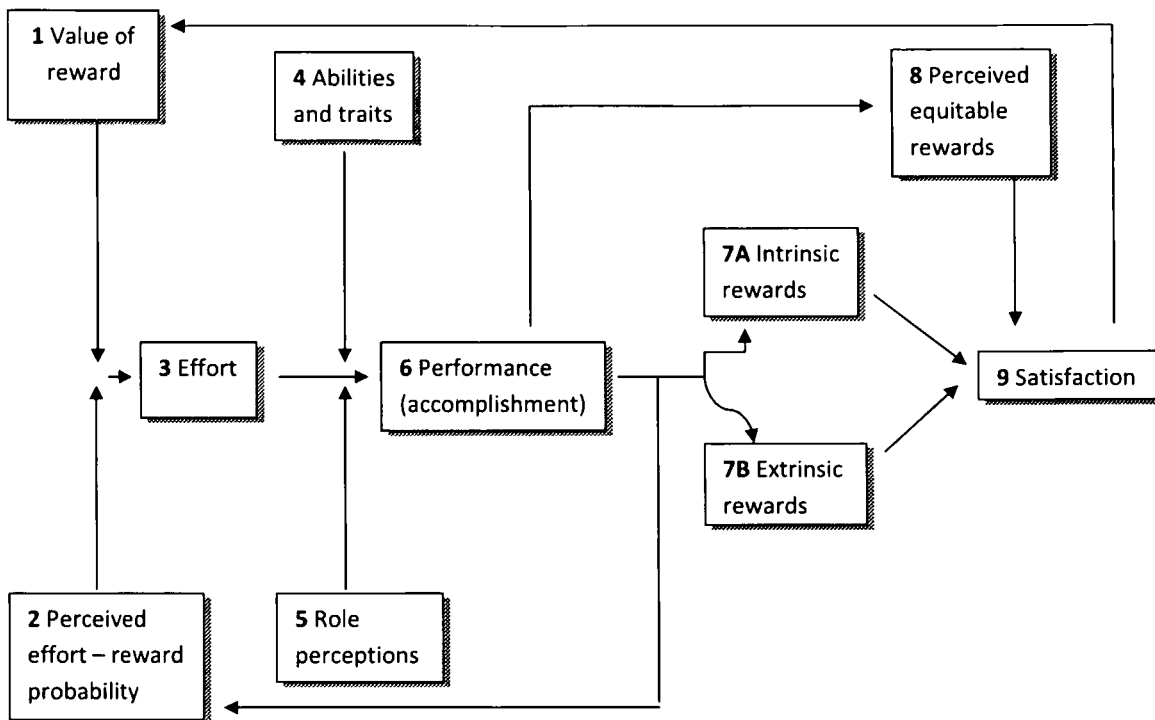 1 Value of
reward
4 Abilities
and traits
8 Perceived
equitable
rewards
7A Intrinsic
rewards
3 Effort
6 Performance
(accomplishment)
9 Satisfaction
7B Extrinsic
rewards
2 Perceived
effort – reward
probability
5 Role
perceptions